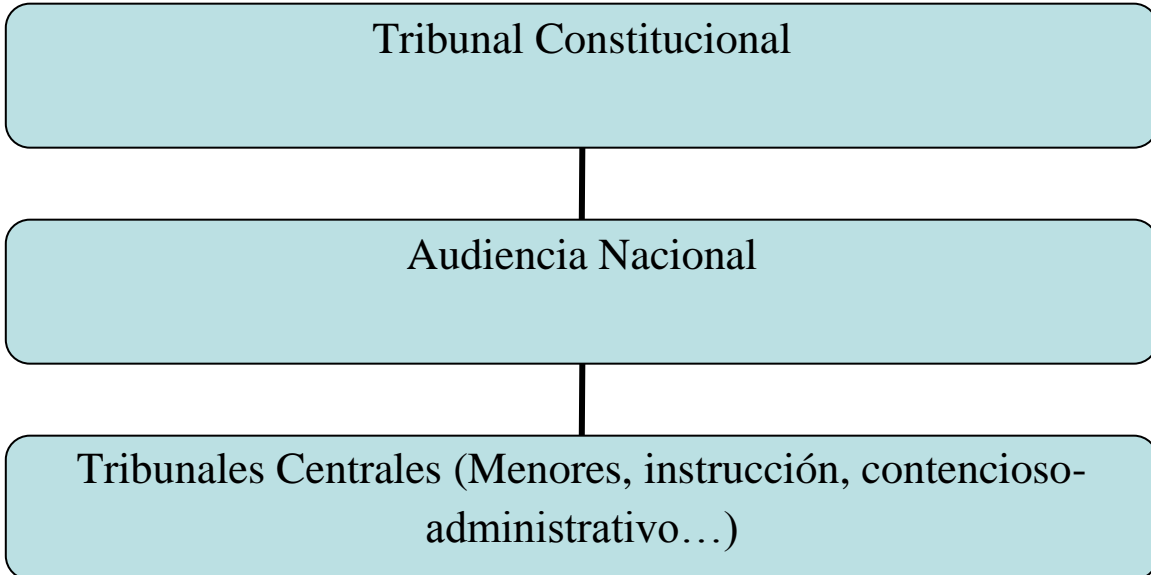 Tribunal Constitucional
Audiencia Nacional
Tribunales Centrales (Menores, instrucción, contencioso-
administrativo…)